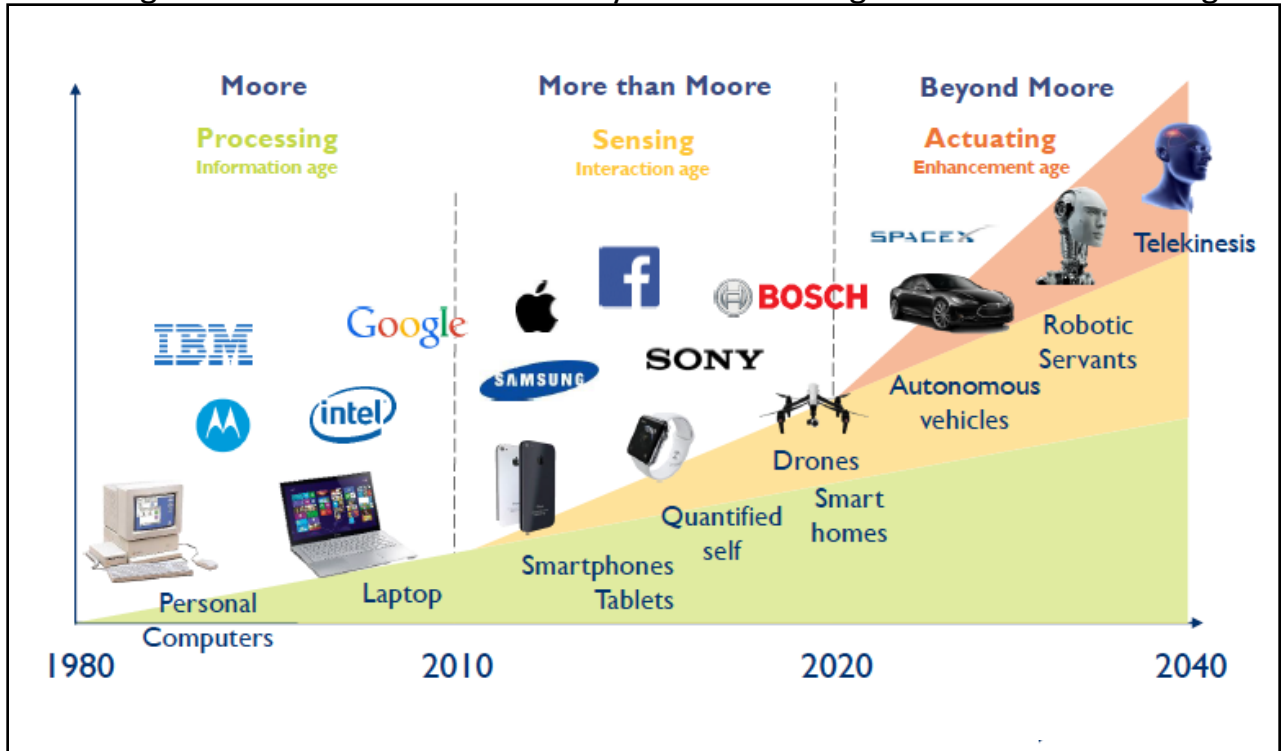 Moore
More than Moore
Beyond Moore
Processing
Information age
Sensing
Interaction age
Actuating
Enhancement age
SPACEX
Telekinesis
f
BOSCH
Google
IBM
SONY
Robotic
Servants
SAMSUNG
intel
Autonomous
vehicles
Drones
Smart
homes
Quantified
self
Smartphones
Tablets
Laptop
Personal
Computers
1980
2010
2020
2040